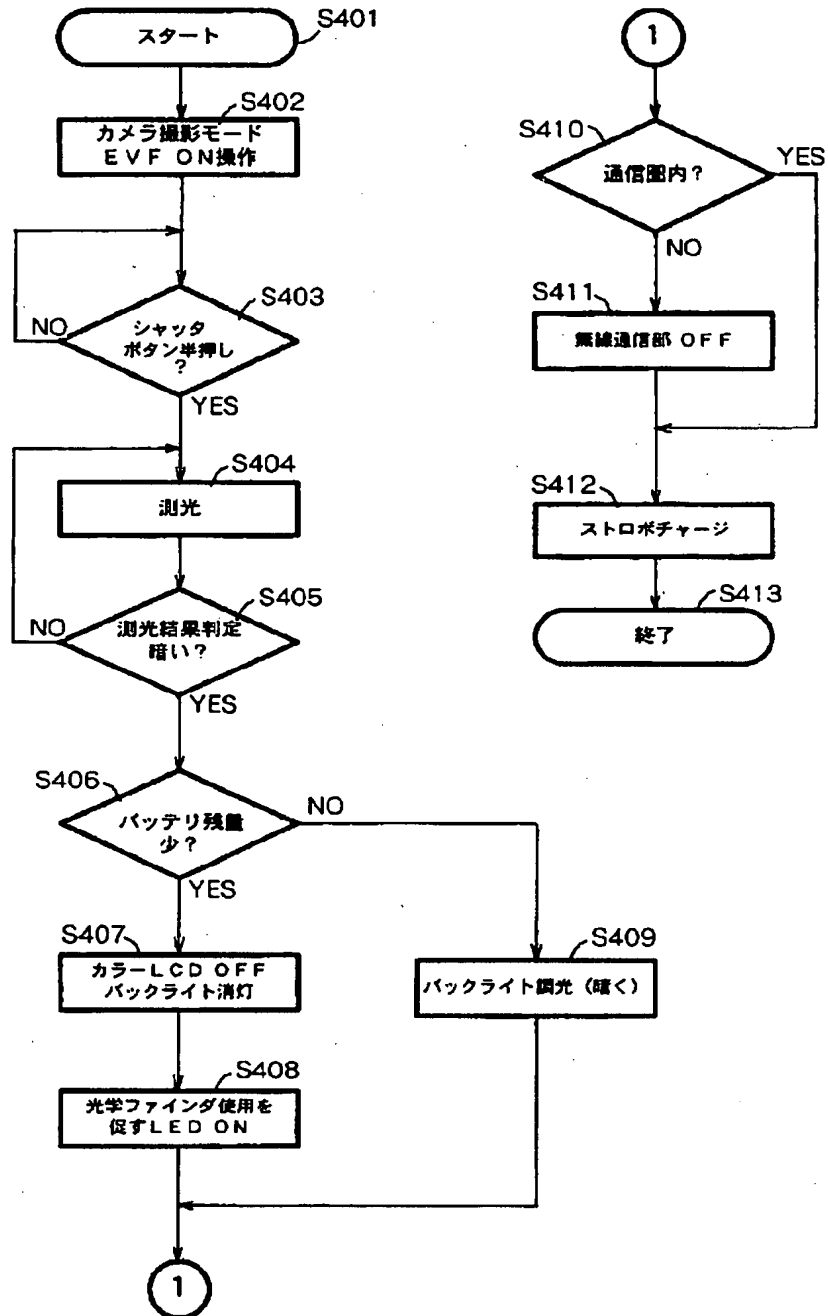 スタート
S401
S402
カメラ撮影モード
EVF ON操作
S403
シャッタ
ボタン半押し
?
NO
YES
S404
測光
S405
測光結果判定
暗い?
NO
YES
S406
バッテリ残量
少?
NO
YES
S407
カラーLCD OFF
バックライト消灯
S409
バックライト調光(暗く)
S408
光学ファインダ使用を
促すLED ON
1
1
S410
通信圏内?
YES
NO
S411
無線通信部 OFF
S412
ストロボチャージ
S413
終了